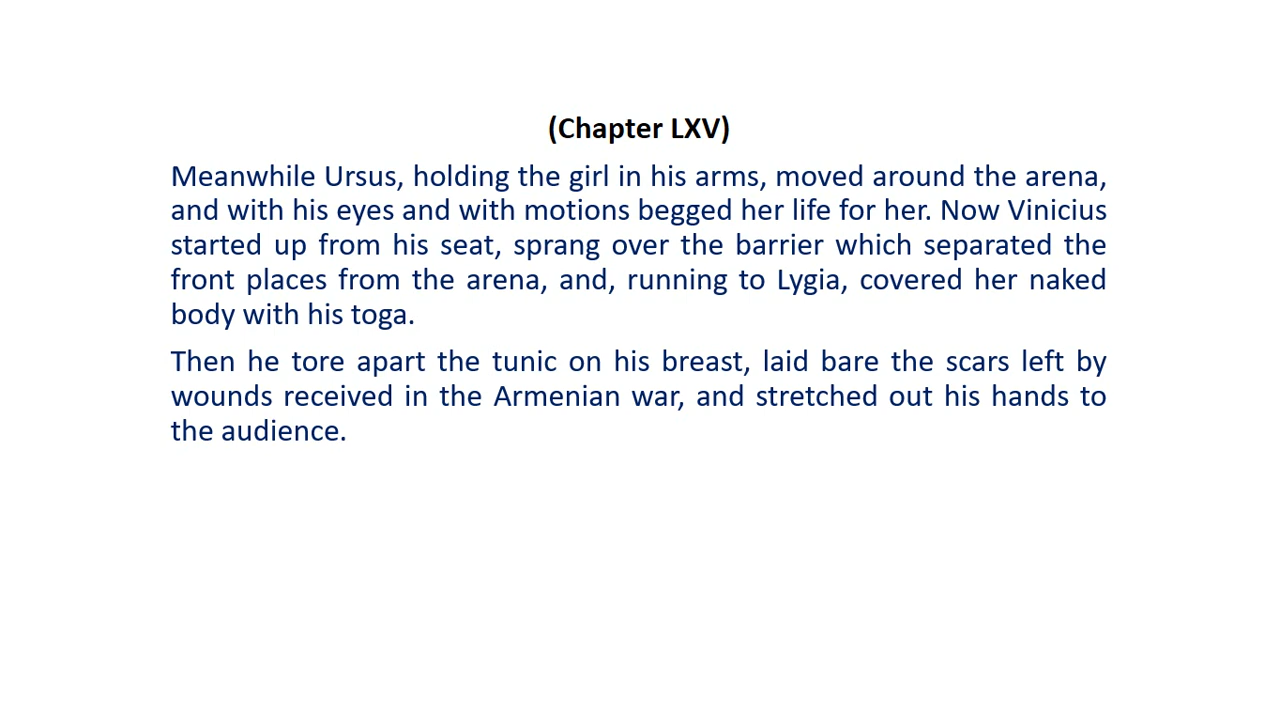 (Chapter LXV)
Meanwhile Ursus, holding the girl in his arms, moved around the arena,
and with his eyes and with motions begged her life for her. Now Vinicius
started up from his seat, sprang over the barrier which separated the
front places from the arena, and, running to Lygia, covered her naked
body with his toga.
Then he tore apart the tunic on his breast, laid bare the scars left by
wounds received in the Armenian war, and stretched out his hands to
the audience.